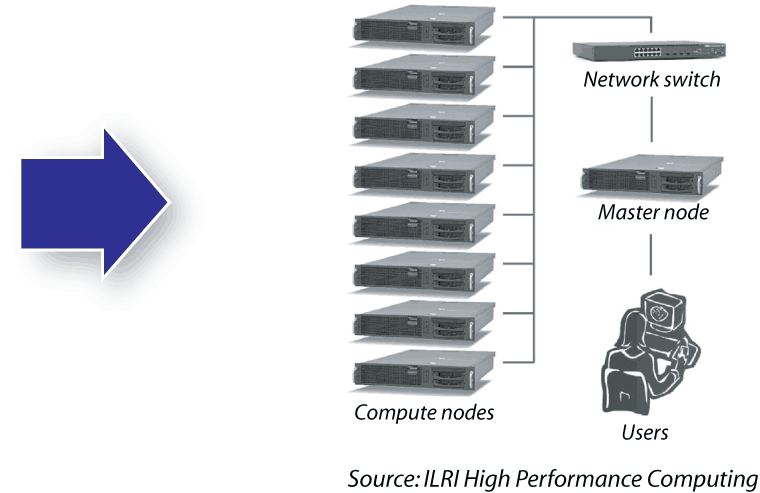 Network switch
Master node
Compute nodes
Users
Source: ILRI High Performance Computing